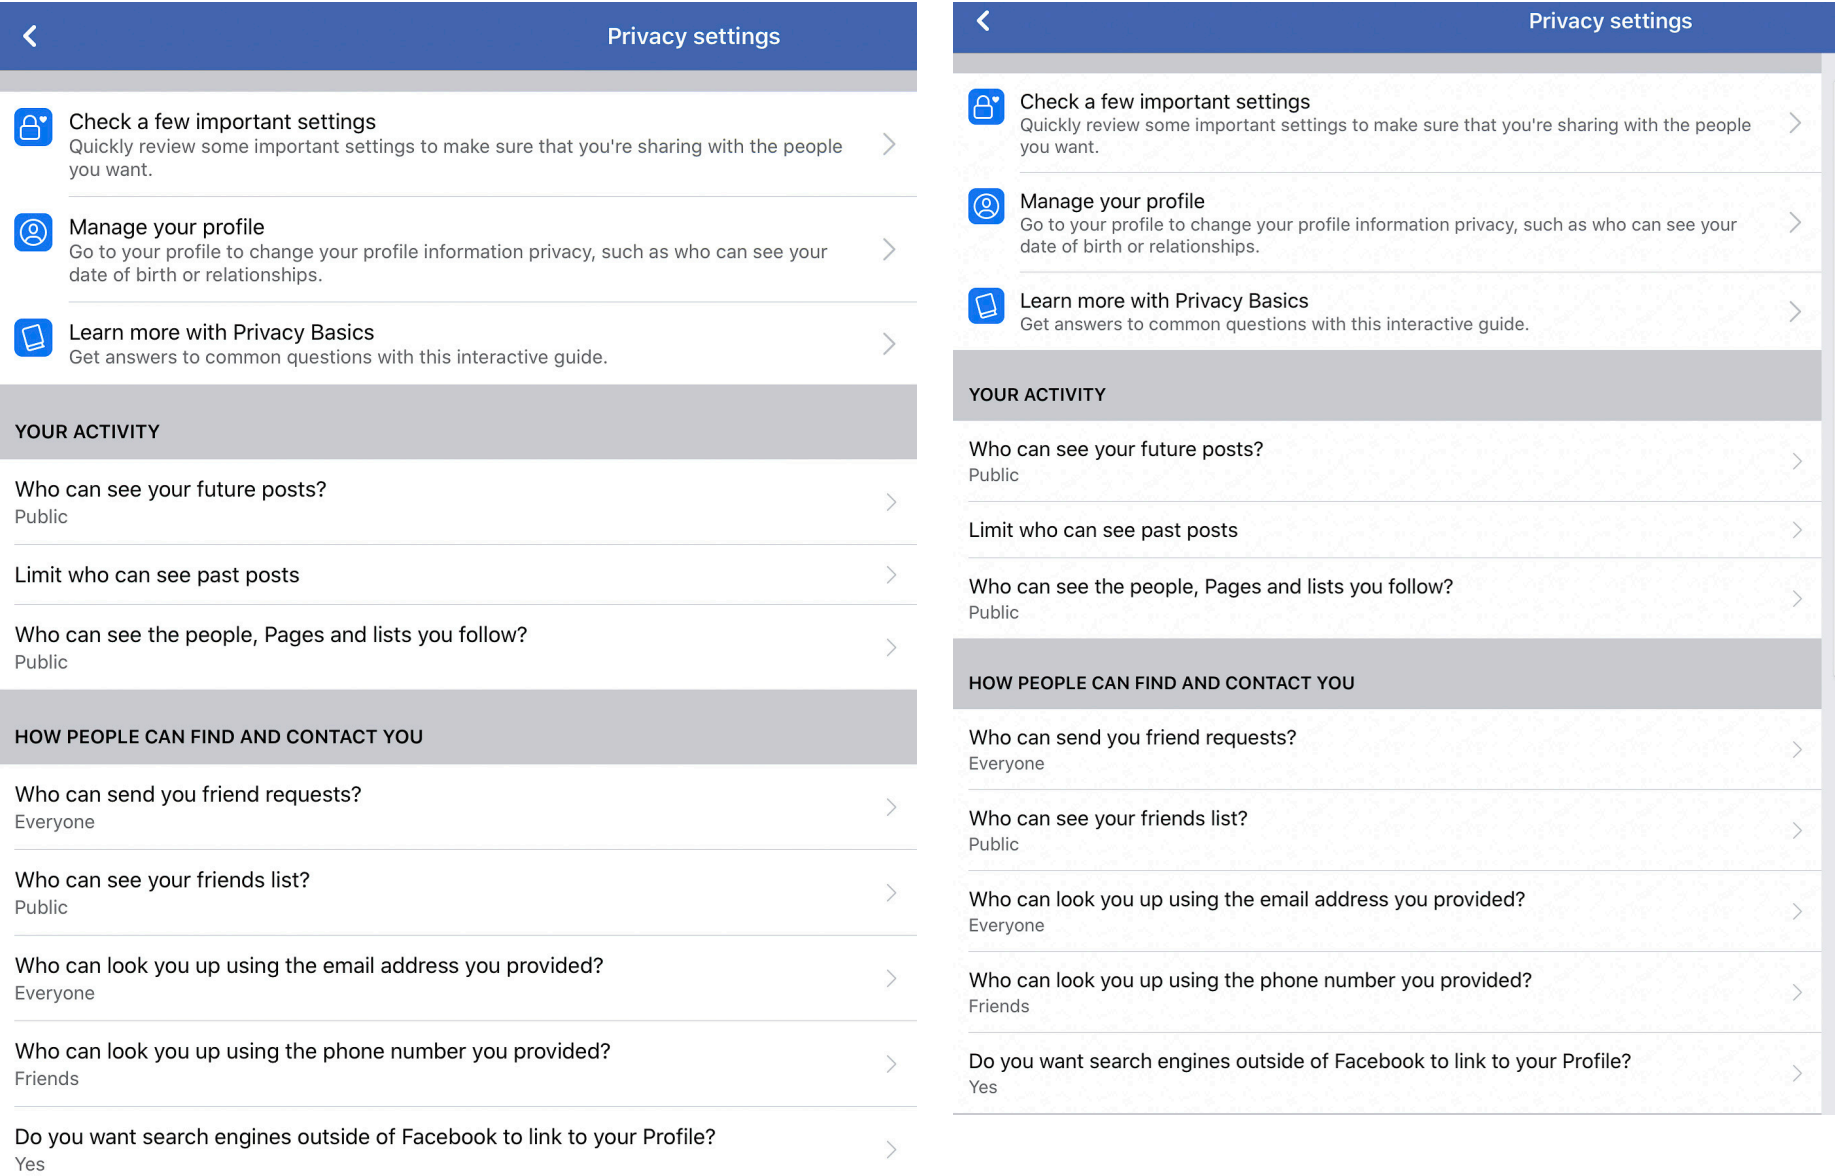 Privacy settings
Check a few important settings
Quickly review some important settings to make sure that you're sharing with the people
you want.
Manage your profile
Go to your profile to change your profile information privacy, such as who can see your
date of birth or relationships.
Learn more with Privacy Basics
Get answers to common questions with this interactive guide.
YOUR ACTIVITY
Who can see your future posts?
Public
Limit who can see past posts
Who can see the people, Pages and lists you follow?
Public
HOW PEOPLE CAN FIND AND CONTACT YOU
Who can send you friend requests?
Everyone
Who can see your friends list?
Public
Who can look you up using the email address you provided?
Everyone
Who can look you up using the phone number you provided?
Friends
Do you want search engines outside of Facebook to link to your Profile?
Yes
Privacy settings
Check a few important settings
Quickly review some important settings to make sure that you're sharing with the people
you want.
Manage your profile
Go to your profile to change your profile information privacy, such as who can see your
date of birth or relationships.
Learn more with Privacy Basics
Get answers to common questions with this interactive guide.
YOUR ACTIVITY
Who can see your future posts?
Public
Limit who can see past posts
Who can see the people, Pages and lists you follow?
Public
HOW PEOPLE CAN FIND AND CONTACT YOU
Who can send you friend requests?
Everyone
Who can see your friends list?
Public
Who can look you up using the email address you provided?
Everyone
Who can look you up using the phone number you provided?
Friends
Do you want search engines outside of Facebook to link to your Profile?
Yes